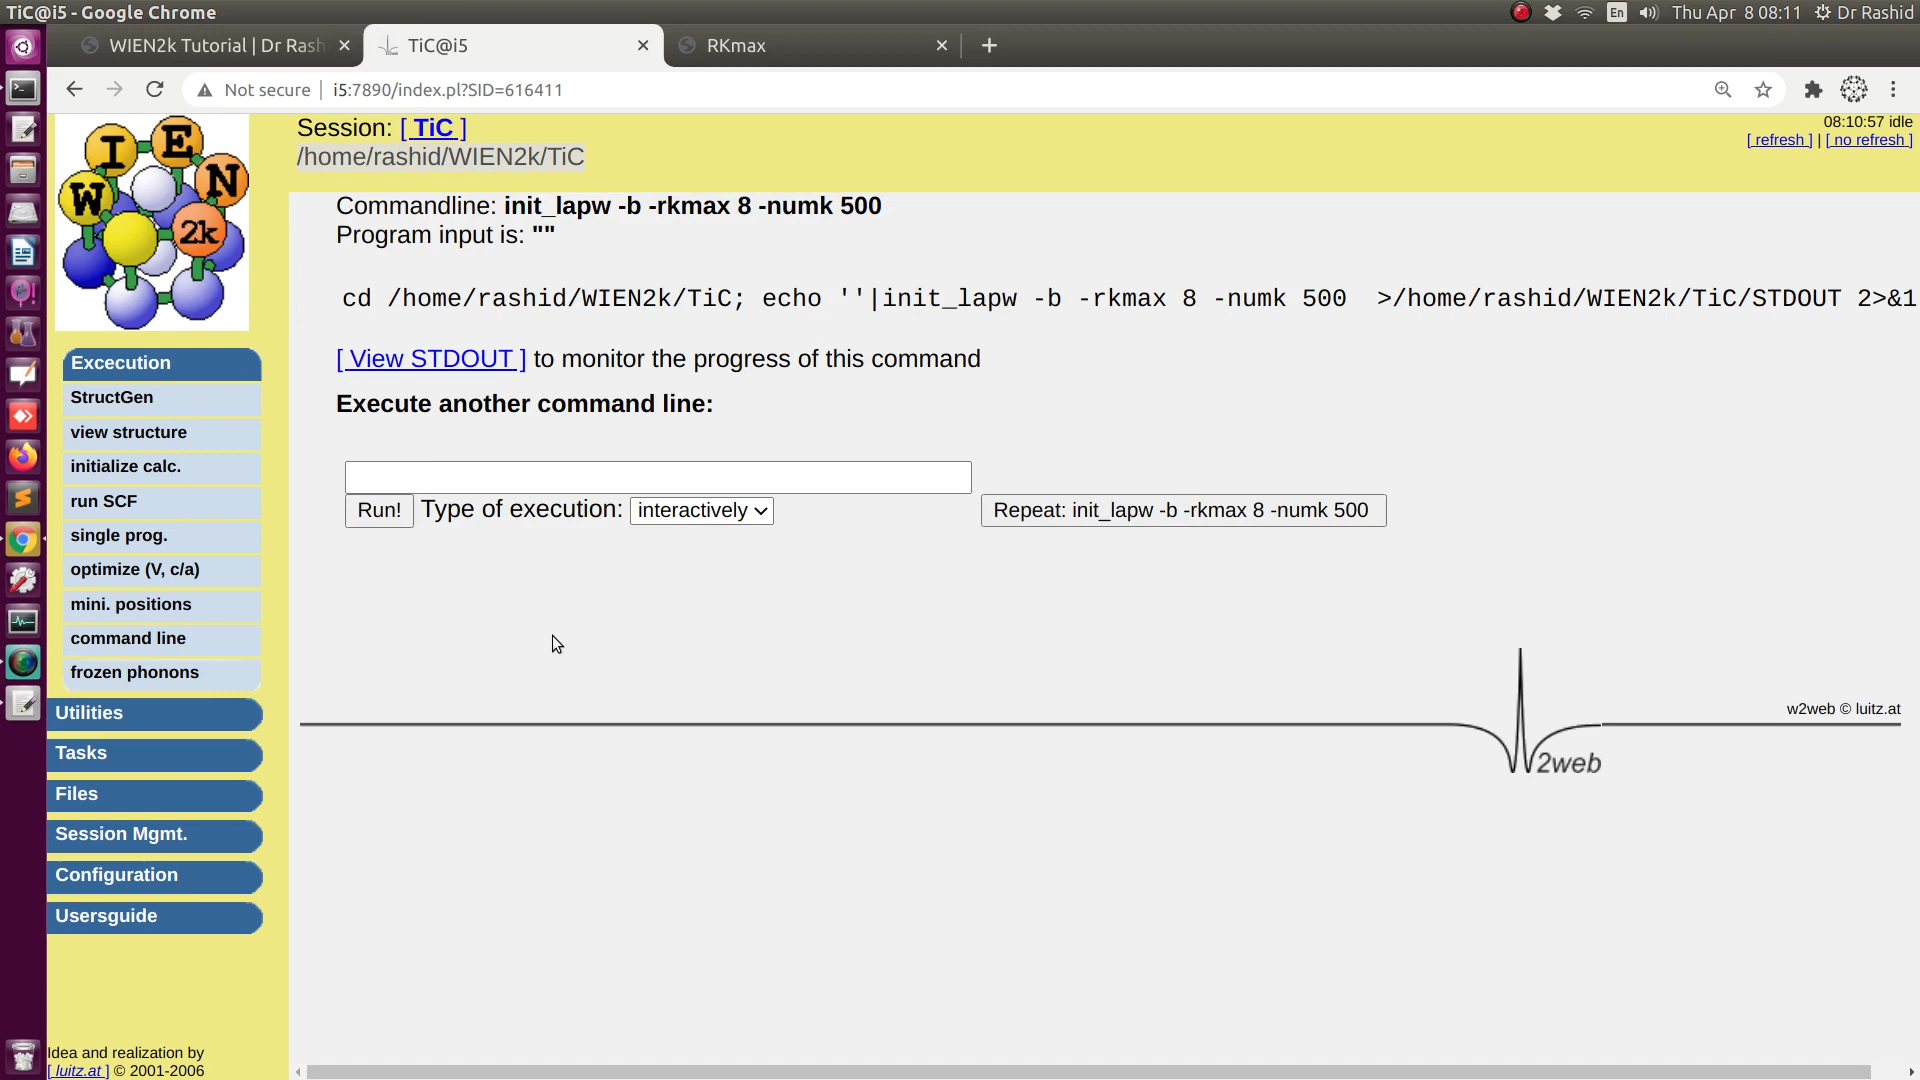 TiC@i5 - Google Chrome
En
Thu Apr 8 08:11
Dr Rashid
WIEN2k Tutorial | Dr Rash
TiC@i5
RKmax
Not secure
i5:7890/index.pl?SID=616411
W I E N 2k
Session: [ TiC ]
/home/rashid/WIEN2k/TiC
08:10:57 idle
[ refresh ] | [ no refresh ]
Commandline: init_lapw -b -rkmax 8 -numk 500
Program input is: ""
cd /home/rashid/WIEN2k/TiC; echo ''|init_lapw -b -rkmax 8 -numk 500 >/home/rashid/WIEN2k/TiC/STDOUT 2>&1
[ View STDOUT ] to monitor the progress of this command
Execute another command line:
Run! Type of execution: interactively
Repeat: init_lapw -b -rkmax 8 -numk 500
Excecution
StructGen
view structure
initialize calc.
run SCF
single prog.
optimize (V, c/a)
mini. positions
command line
frozen phonons
Utilities
Tasks
Files
Session Mgmt.
Configuration
Usersguide
w2web © luitz.at
2web
Idea and realization by
[ luitz.at ] © 2001-2006